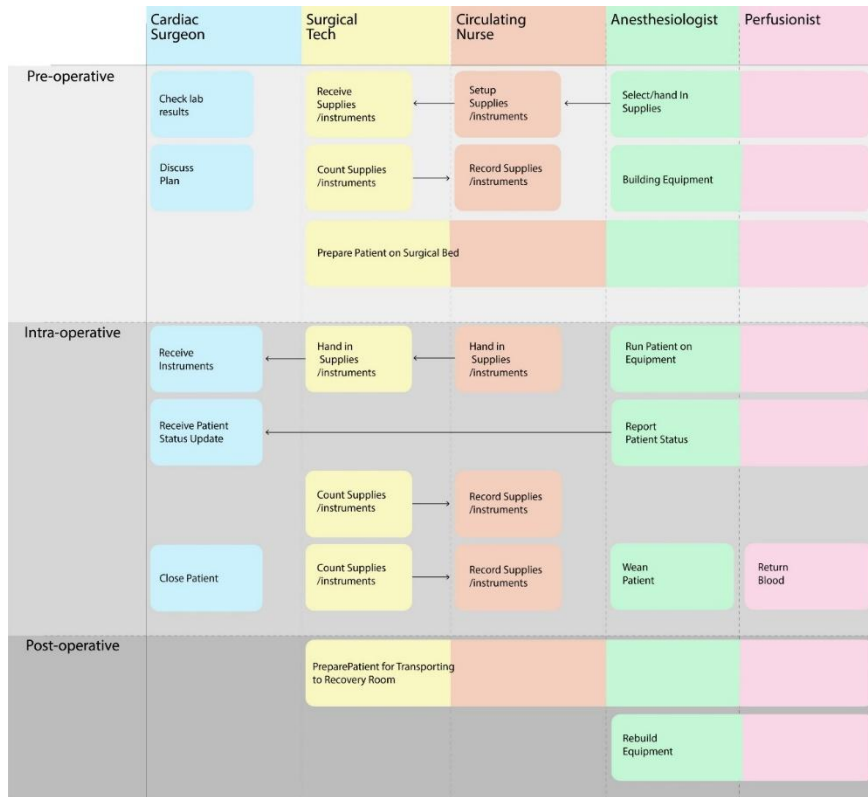 Cardiac
Surgeon
Surgical
Tech
Circulating
Nurse
Anesthesiologist
Perfusionist
Pre-operative
Check lab
results
Receive
Supplies
/instruments
Setup
Supplies
/instruments
Select/hand In
Supplies
Discuss
Plan
Count Supplies
/instruments
Record Supplies
/instruments
Building Equipment
Prepare Patient on Surgical Bed
Intra-operative
Receive
Instruments
Hand in
Supplies
/instruments
Hand in
Supplies
/instruments
Run Patient on
Equipment
Receive Patient
Status Update
Report
Patient Status
Count Supplies
/instruments
Record Supplies
/instruments
Close Patient
Count Supplies
/instruments
Record Supplies
/instruments
Wean
Patient
Return
Blood
Post-operative
PreparePatient for Transporting
to Recovery Room
Rebuild
Equipment